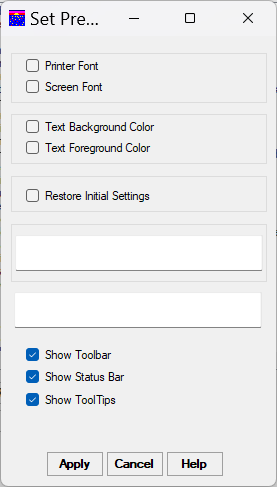 Set Pre...
Printer Font
Screen Font
Text Background Color
Text Foreground Color
Restore Initial Settings
Show Toolbar
Show Status Bar
Show ToolTips
Apply Cancel Help